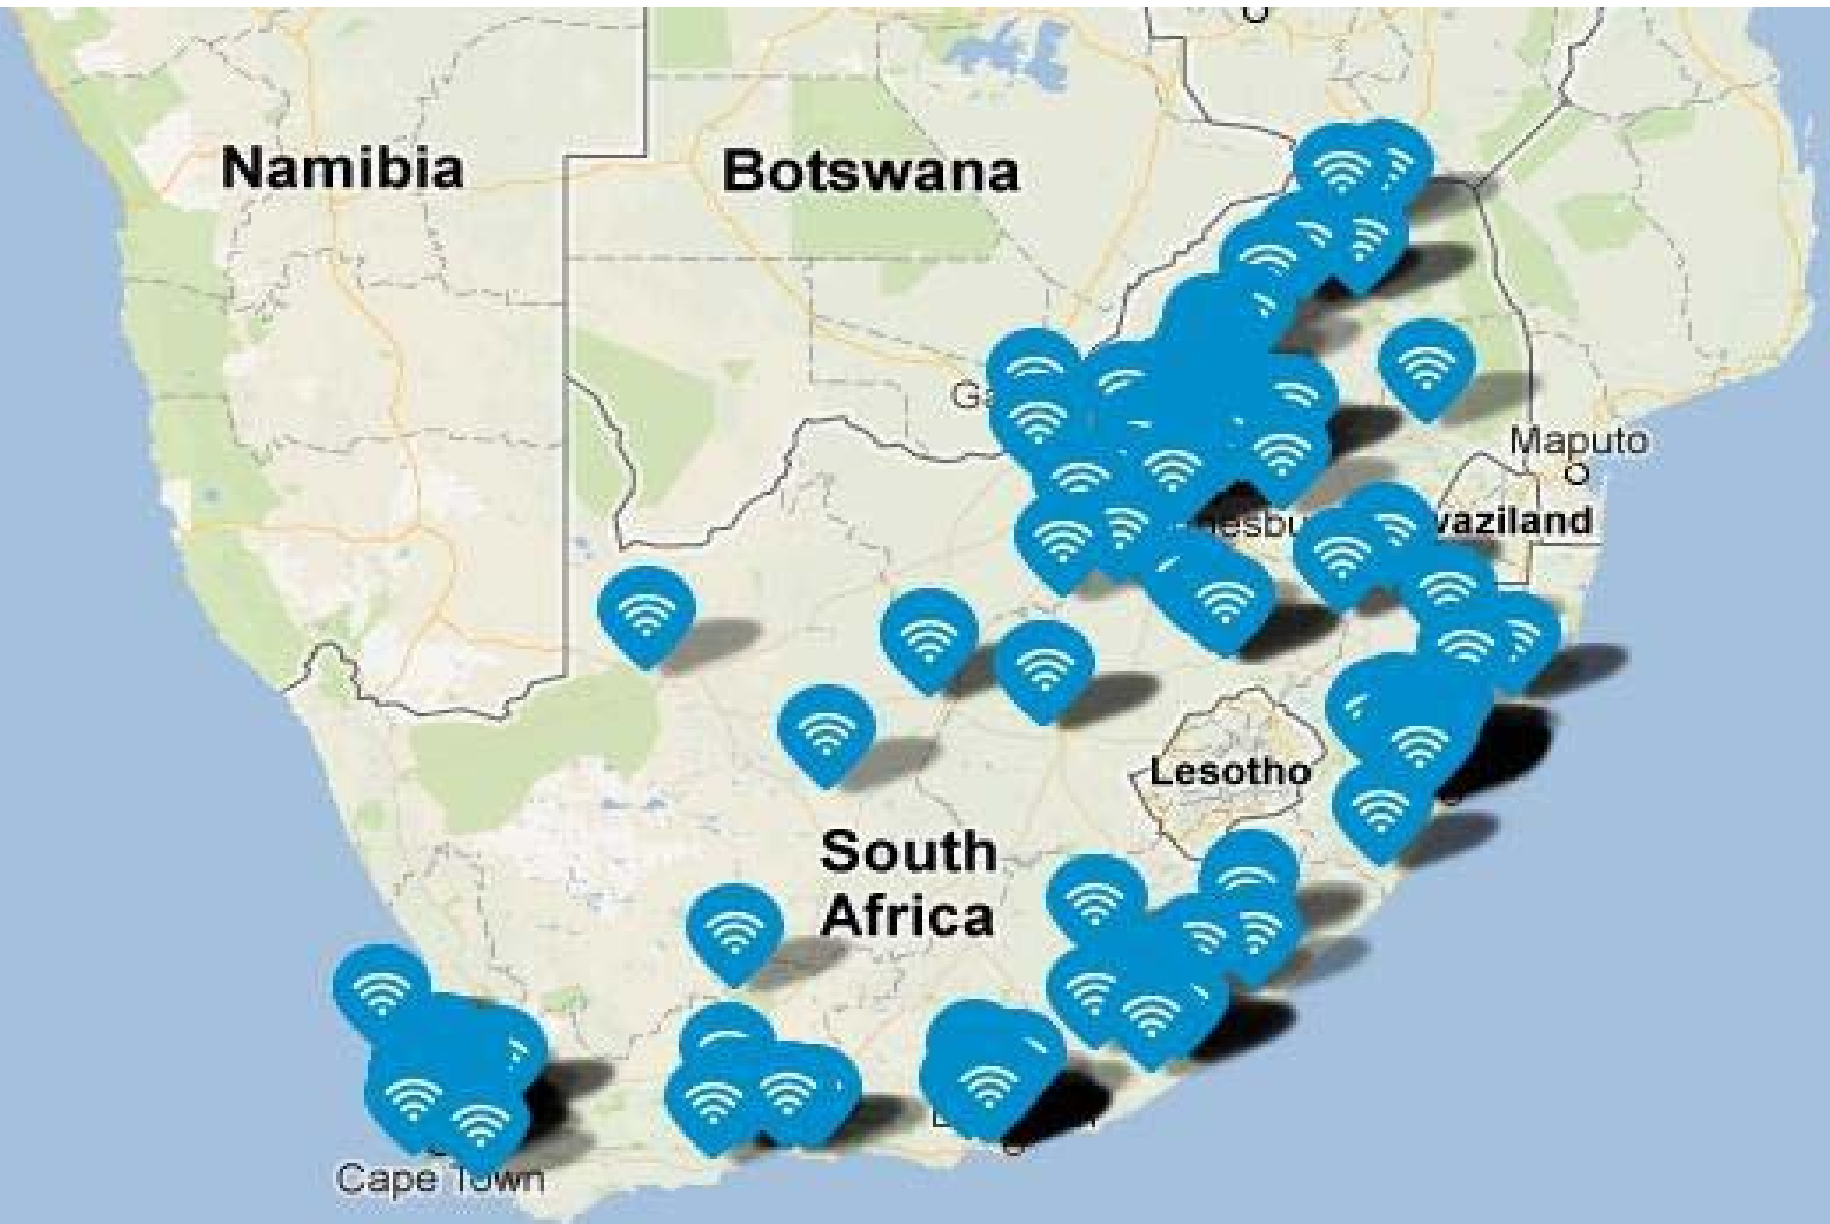 Namibia
Botswana
Maputo
vaziland
Lesotho
South
Africa
Cape Town